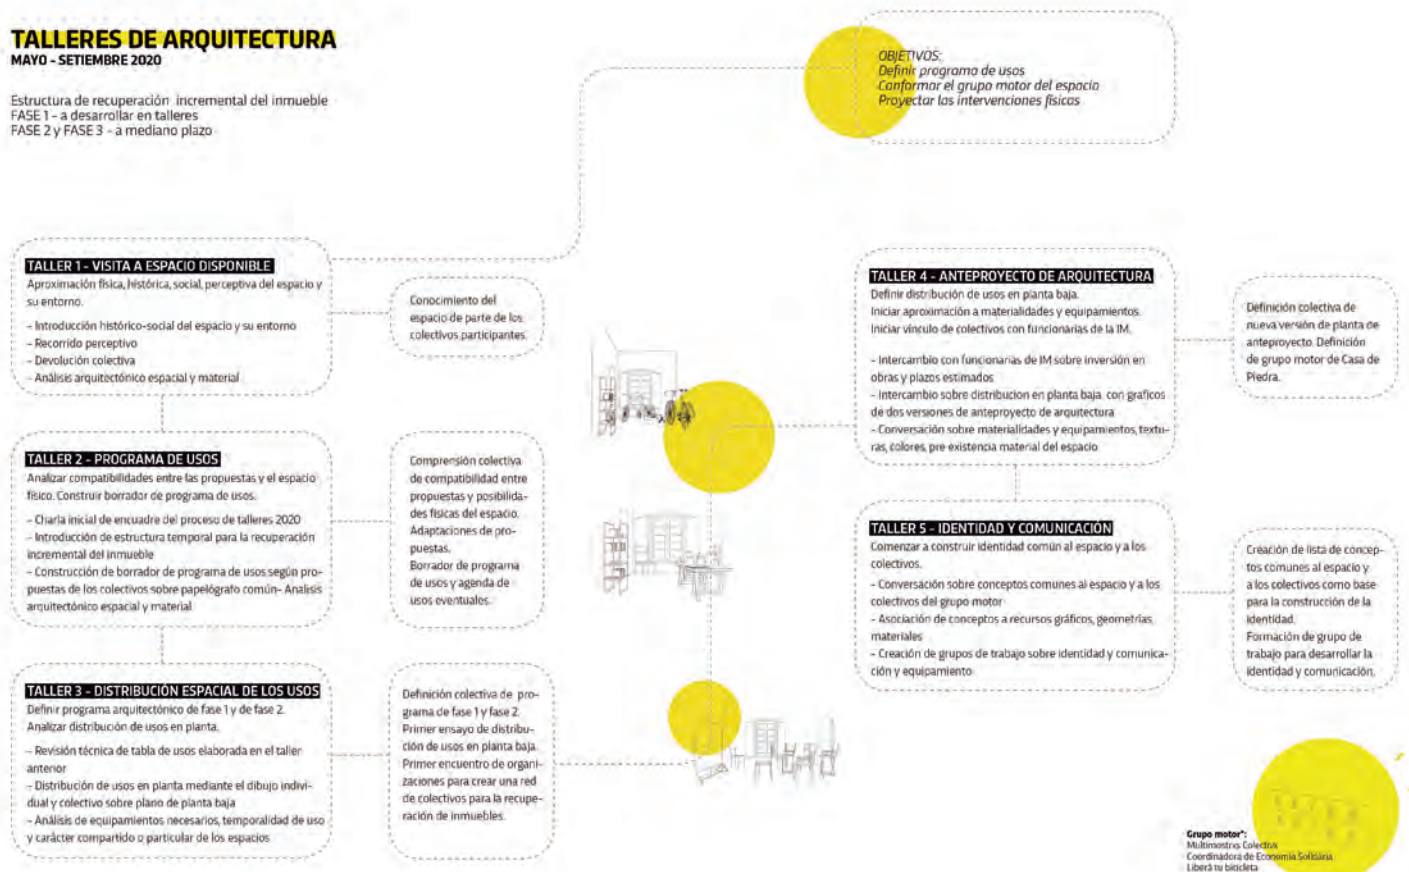 TALLERES DE ARQUITECTURA
MAYO - SETIEMBRE 2020
Estructura de recuperación incremental del inmueble
FASE 1 - a desarrollar en talleres
FASE 2 y FASE 3 - a mediano plazo
OBJETIVOS:
Definir programa de usos
Conformar el grupo motor del espacio
Proyectar las intervenciones físicas
TALLER 1 - VISITA A ESPACIO DISPONIBLE
Aproximación física, histórica, social, perceptiva del espacio y
su entorno.
- Introducción histórico-social del espacio y su entorno
- Recorrido perceptivo
- Devolución colectiva
- Análisis arquitectónico espacial y material
Conocimiento del
espacio de parte de los
colectivos participantes.
TALLER 2 - PROGRAMA DE USOS
Analizar compatibilidades entre las propuestas y el espacio
físico. Construir borrador de programa de usos.
- Charla inicial de encuadre del proceso de talleres 2020
- Introducción de estructura temporal para la recuperación
incremental del inmueble
- Construcción de borrador de programa de usos según pro-
puestas de los colectivos sobre papelógrafo común- Analisis
arquitectónico espacial y material
Comprensión colectiva
de compatibilidad entre
propuestas y posibilida-
des físicas del espacio.
Adaptaciones de pro-
puestas.
Borrador de programa
de usos y agenda de
usos eventuales.
TALLER 3 - DISTRIBUCIÓN ESPACIAL DE LOS USOS
Definir programa arquitectónico de fase 1 y de fase 2.
Analizar distribución de usos en planta.
- Revisión técnica de tabla de usos elaborada en el taller
anterior
- Distribución de usos en planta mediante el dibujo indivi-
dual y colectivo sobre plano de planta baja
- Análisis de equipamientos necesarios, temporalidad de uso
y carácter compartido o particular de los espacios
Definición colectiva de pro-
grama de fase 1 y fase 2.
Primer ensayo de distribu-
ción de usos en planta baja.
Primer encuentro de organi-
zaciones para crear una red
de colectivos para la recupe-
ración de inmuebles.
TALLER 4 - ANTEPROYECTO DE ARQUITECTURA
Definir distribución de usos en planta baja.
Iniciar aproximación a materialidades y equipamientos.
Iniciar vínculo de colectivos con funcionarias de la IM.
- Intercambio con funcionarias de IM sobre inversión en
obras y plazos estimados
- Intercambio sobre distribucion en planta baja con graficos
de dos versiones de anteproyecto de arquitectura
- Conversación sobre materialidades y equipamientos, textu-
ras, colores, pre-existencia material del espacio
Definición colectiva de
nueva versión de planta de
anteproyecto. Definición
de grupo motor de Casa de
Piedra.
TALLER 5 - IDENTIDAD Y COMUNICACIÓN
Comenzar a construir identidad común al espacio y a los
colectivos.
- Conversación sobre conceptos comunes al espacio y a los
colectivos del grupo motor
- Asociación de conceptos a recursos gráficos, geometrías,
materiales
- Creación de grupos de trabajo sobre identidad y comunica-
ción y equipamiento
Creación de lista de concep-
tos comunes al espacio y
a los colectivos como base
para la construcción de la
identidad.
Formación de grupo de
trabajo para desarrollar la
identidad y comunicación.
Grupo motor*:
Multimostrix Colectivx
Coordinadora de Economía Solidaria
Liberá tu bicicleta